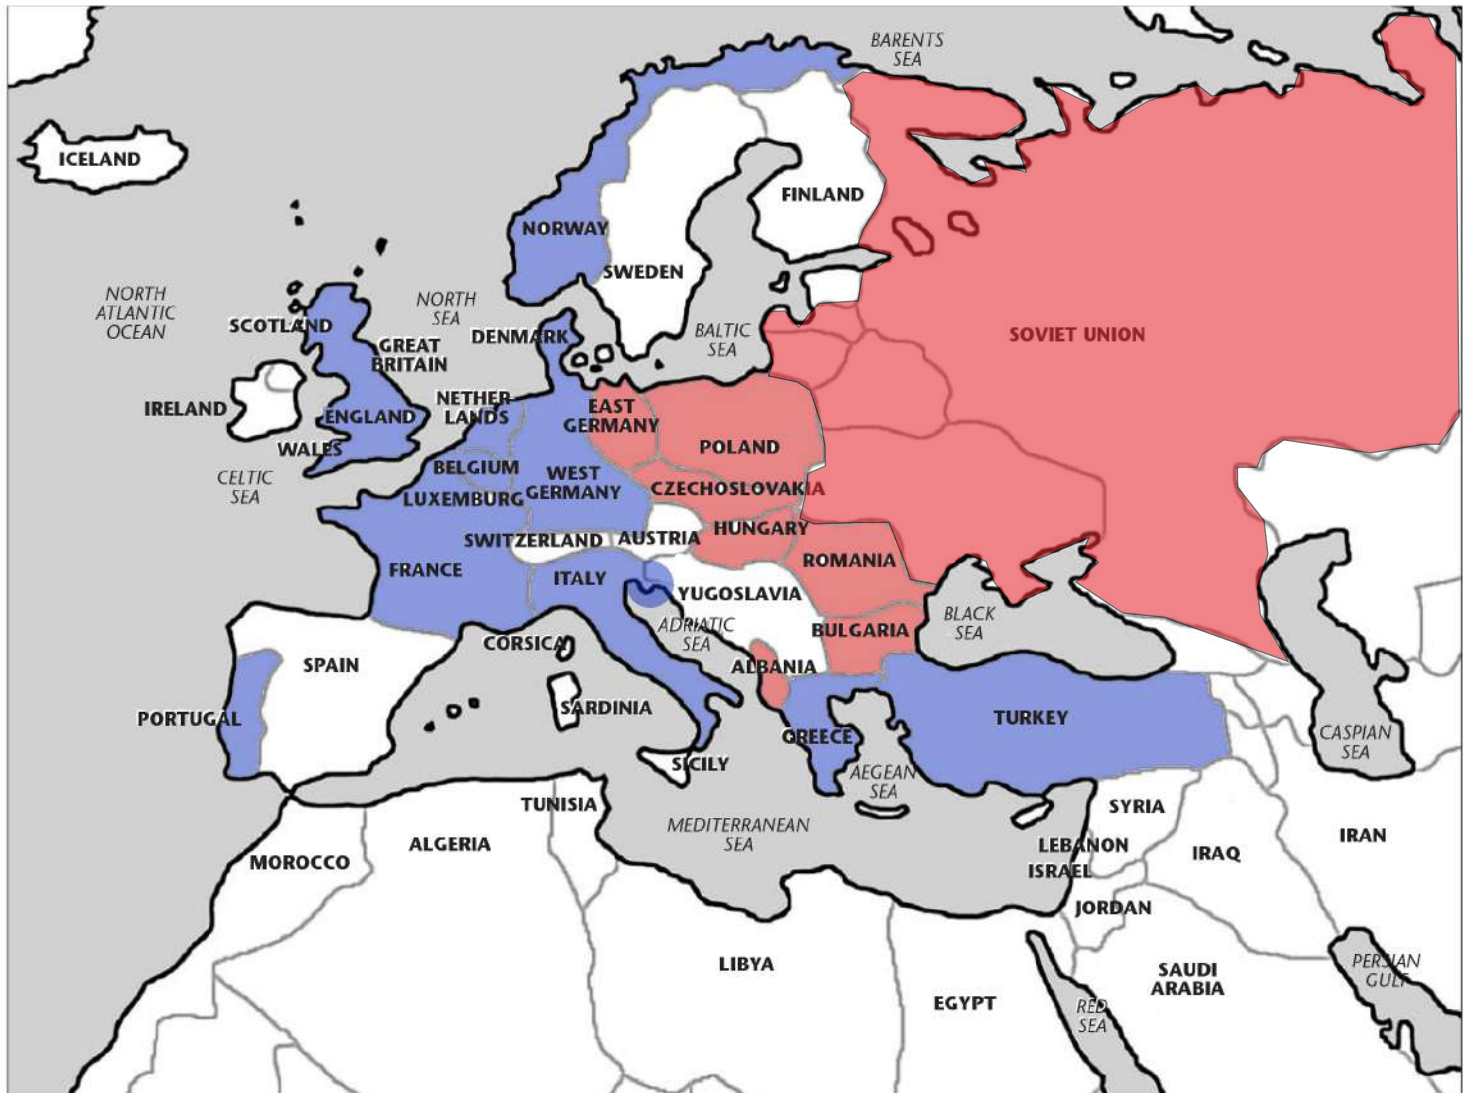 BARENTS
SEA
ICELAND
FINLAND
NORWAY
SWEDEN
NORTH
ATLANTIC
OCEAN
NORTH
SEA
SCOTLAND
DENMARK
BALTIC
SEA
SOVIET UNION
GREAT
BRITAIN
IRELAND
ENGLAND
NETHER
LANDS
EAST
GERMANY
WALES
POLAND
CELTIC
SEA
BELGIUM
WEST
GERMANY
LUXEMBURG
CZECHOSLOVAKIA
SWITZERLAND
AUSTRIA
HUNGARY
FRANCE
ITALY
ROMANIA
YUGOSLAVIA
BLACK
SEA
ADRIATIC
SEA
BULGARIA
CORSICA
SPAIN
ALBANIA
PORTUGAL
SARDINIA
TURKEY
GREECE
CASPIAN
SEA
SICILY
AEGEAN
SEA
TUNISIA
SYRIA
MEDITERRANEAN
SEA
ALGERIA
LEBANON
IRAN
MOROCCO
IRAQ
ISRAEL
JORDAN
LIBYA
SAUDI
ARABIA
PERSIAN
GULF
EGYPT
RED
SEA